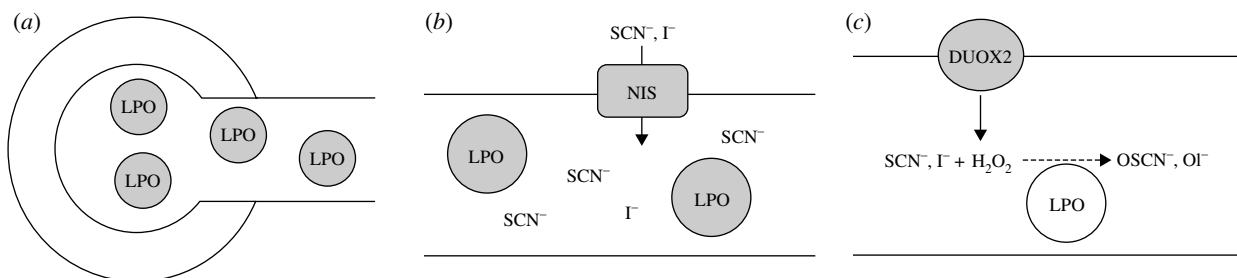 (a)
LPO
LPO
LPO
LPO
(b)
SCN⁻, I⁻
NIS
LPO
SCN⁻
SCN⁻
LPO
SCN⁻
I⁻
(c)
DUOX2
SCN⁻, I⁻ + H₂O₂
OSCN⁻, OI⁻
LPO